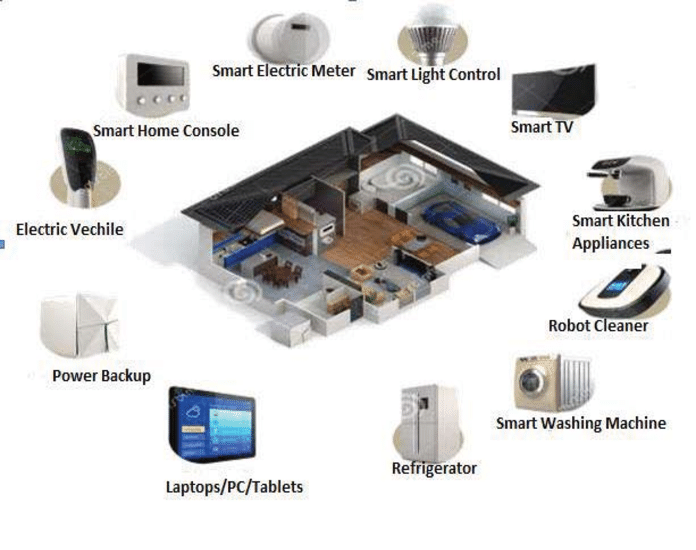 Smart Electric Meter
Smart Light Control
Smart Home Console
Smart TV
Electric Vechile
Smart Kitchen
Appliances
Robot Cleaner
Power Backup
Smart Washing Machine
Refrigerator
Laptops/PC/Tablets